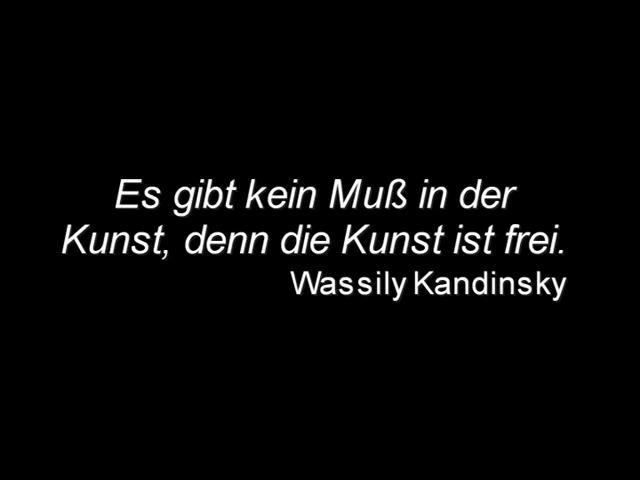 Es gibt kein Muß in der
Kunst, denn die Kunst ist frei.
Wassily Kandinsky